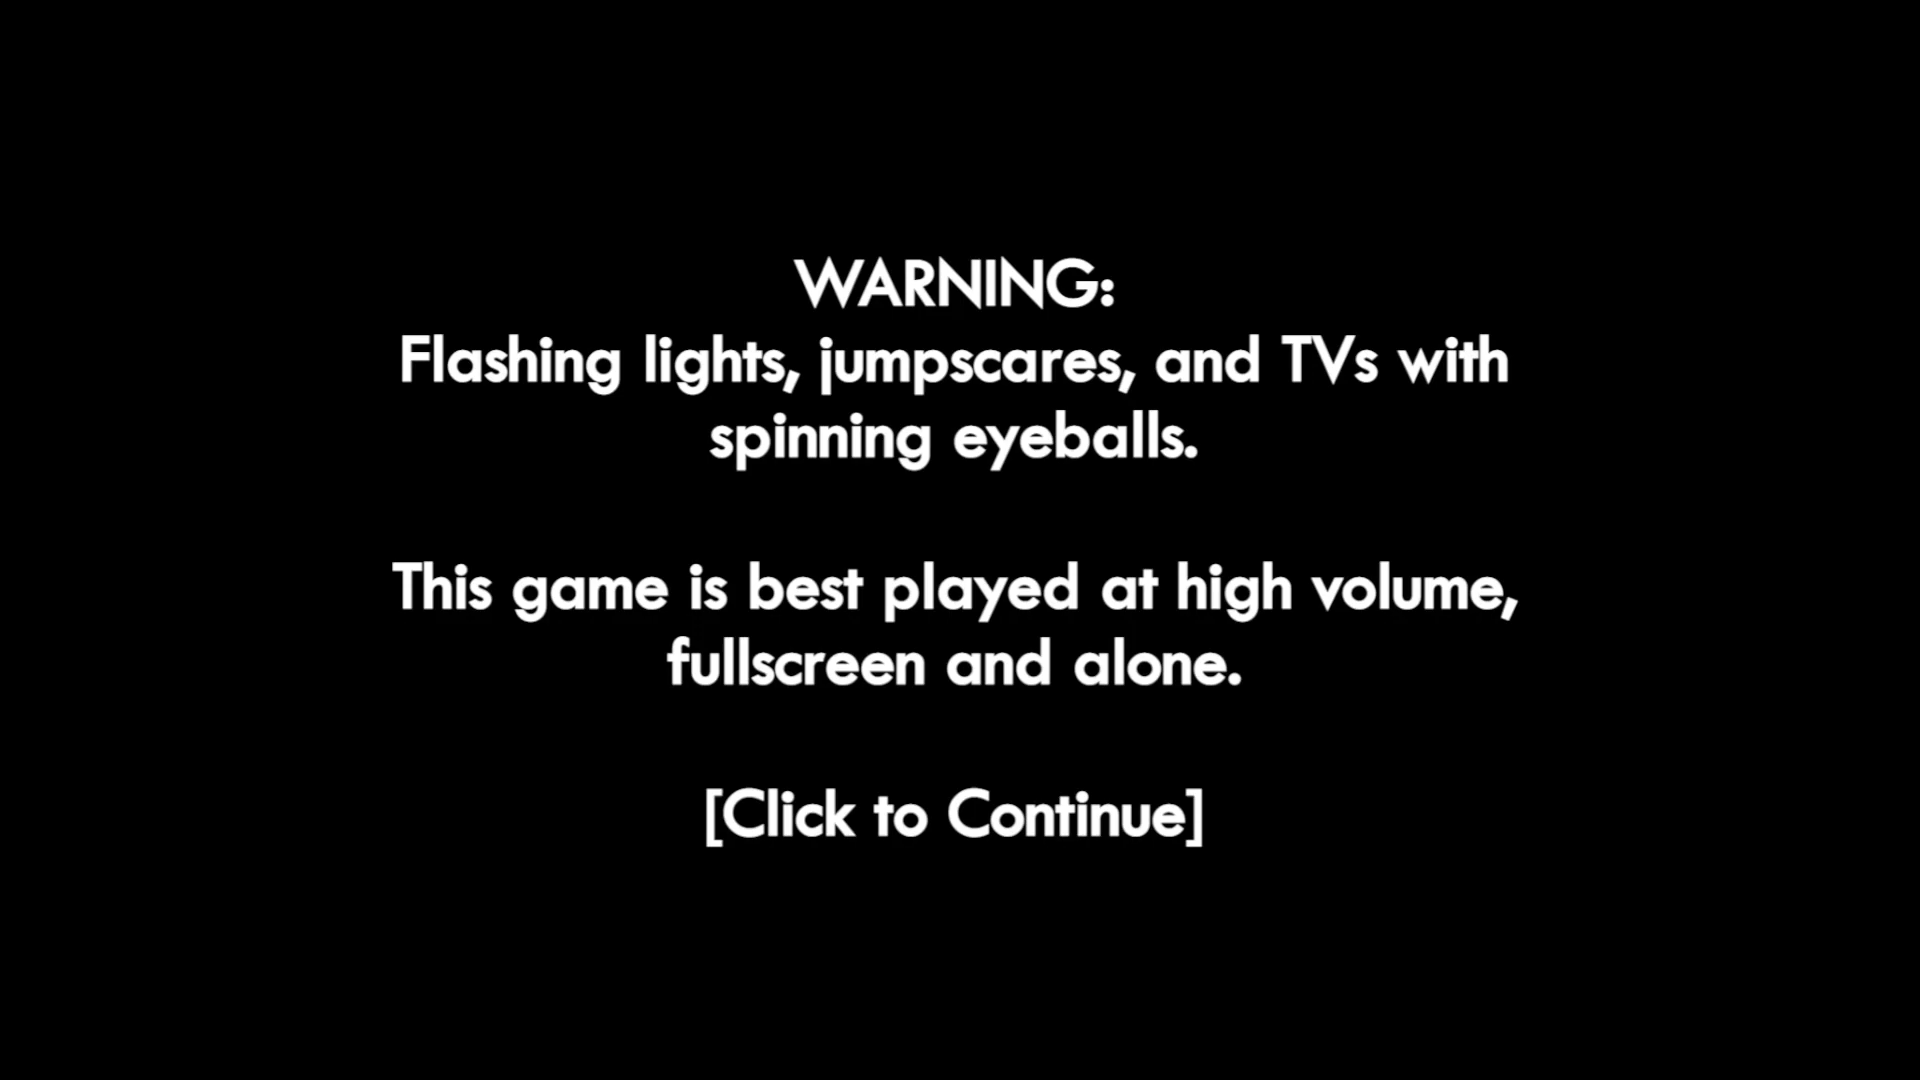 WARNING:
Flashing lights, jumpscares, and TVs with
spinning eyeballs.
This game is best played at high volume,
fullscreen and alone.
[Click to Continue]